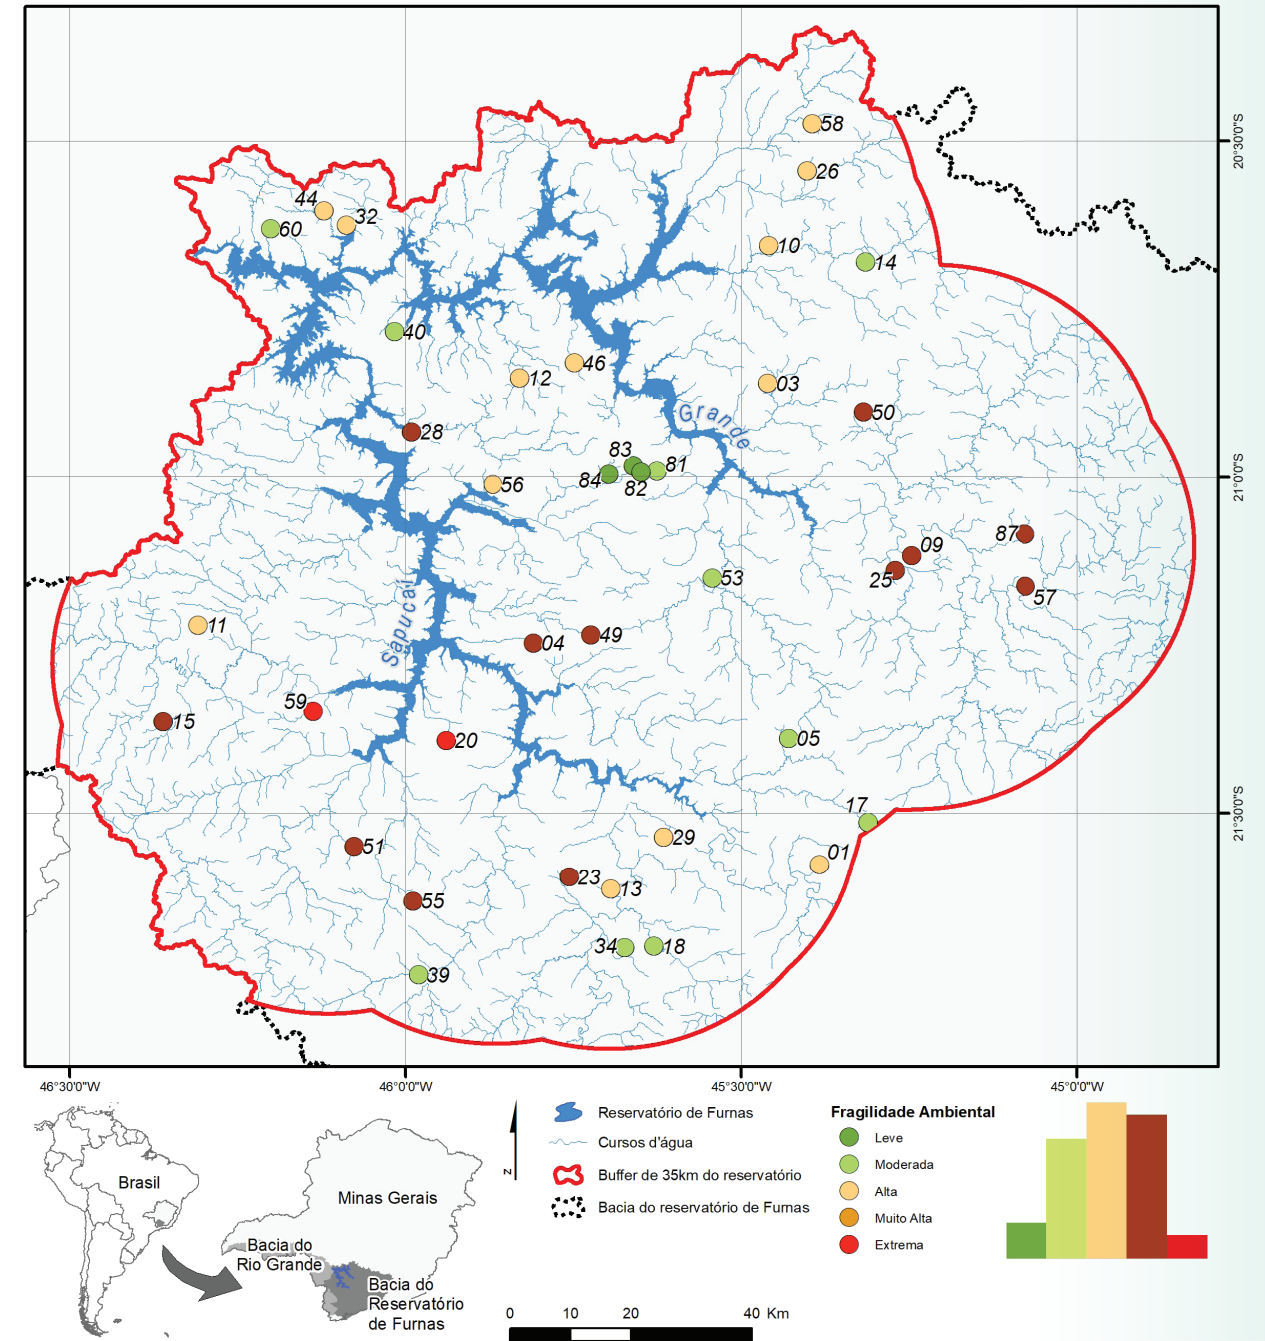 58
26
44
32
60
10
14
40
46
12
03
50
Grande
28
83
81
84
82
56
87
09
25
57
53
Sapucaí
11
04
49
59
15
20
05
17
29
01
51
23
13
55
34
18
39
20°30'0"S
21°0'0"S
21°30'0"S
46°30'0"W
46°0'0"W
45°30'0"W
45°0'0"W
Brasil
Minas Gerais
Bacia do
Rio Grande
Bacia do
Reservatório
de Furnas
N
Reservatório de Furnas
Cursos d'água
Buffer de 35km do reservatório
Bacia do reservatório de Furnas
0 10 20 40 Km
Fragilidade Ambiental
Leve
Moderada
Alta
Muito Alta
Extrema